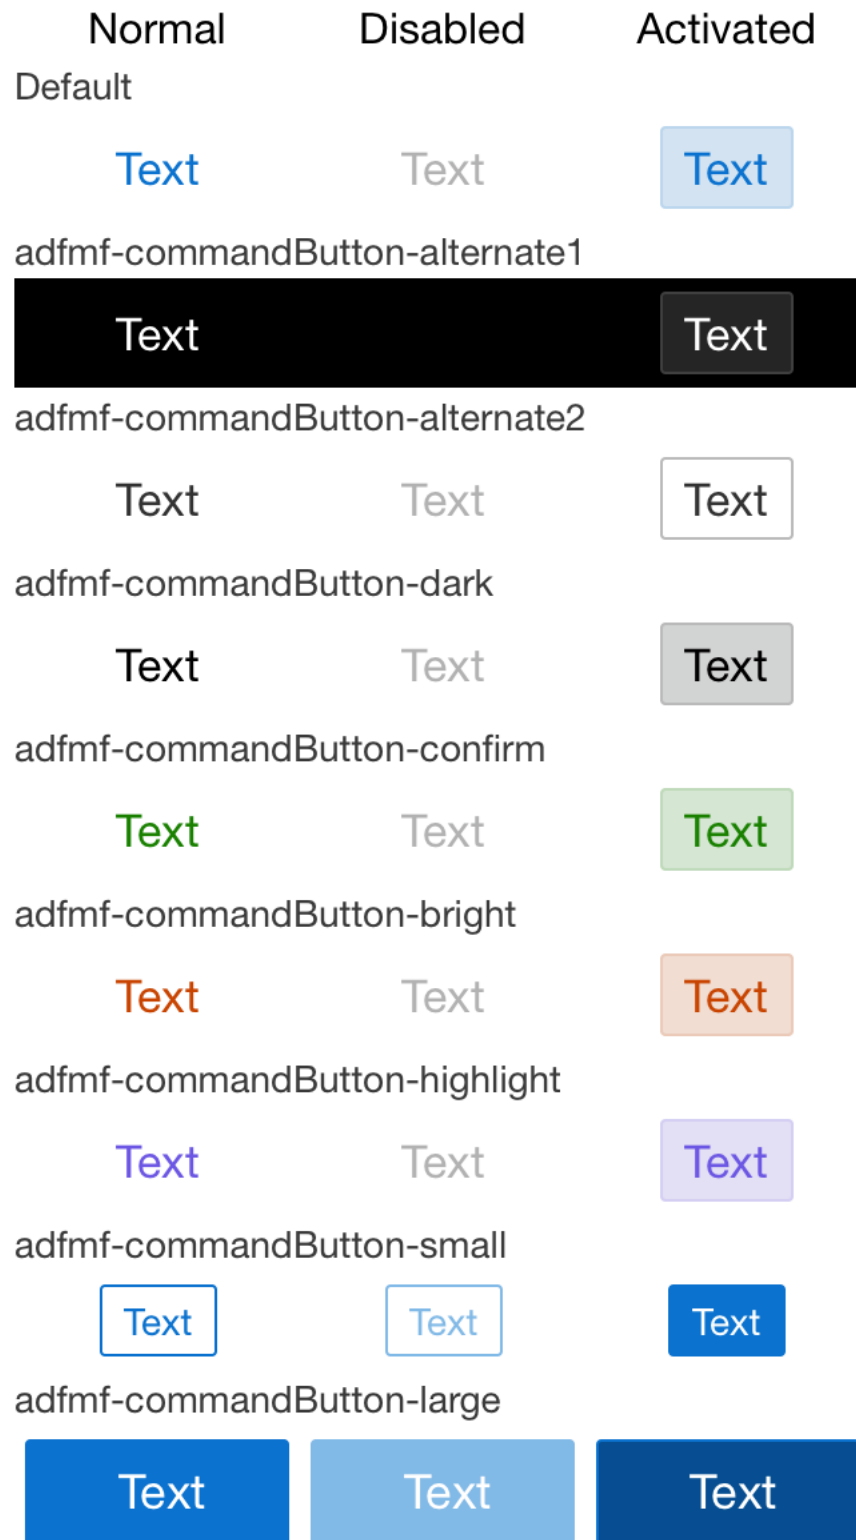 Normal Disabled Activated
Default
Text Text Text
adfmf-commandButton-alternate1
Text Text
adfmf-commandButton-alternate2
Text Text Text
adfmf-commandButton-dark
Text Text Text
adfmf-commandButton-confirm
Text Text Text
adfmf-commandButton-bright
Text Text Text
adfmf-commandButton-highlight
Text Text Text
adfmf-commandButton-small
Text Text Text
adfmf-commandButton-large
Text Text Text